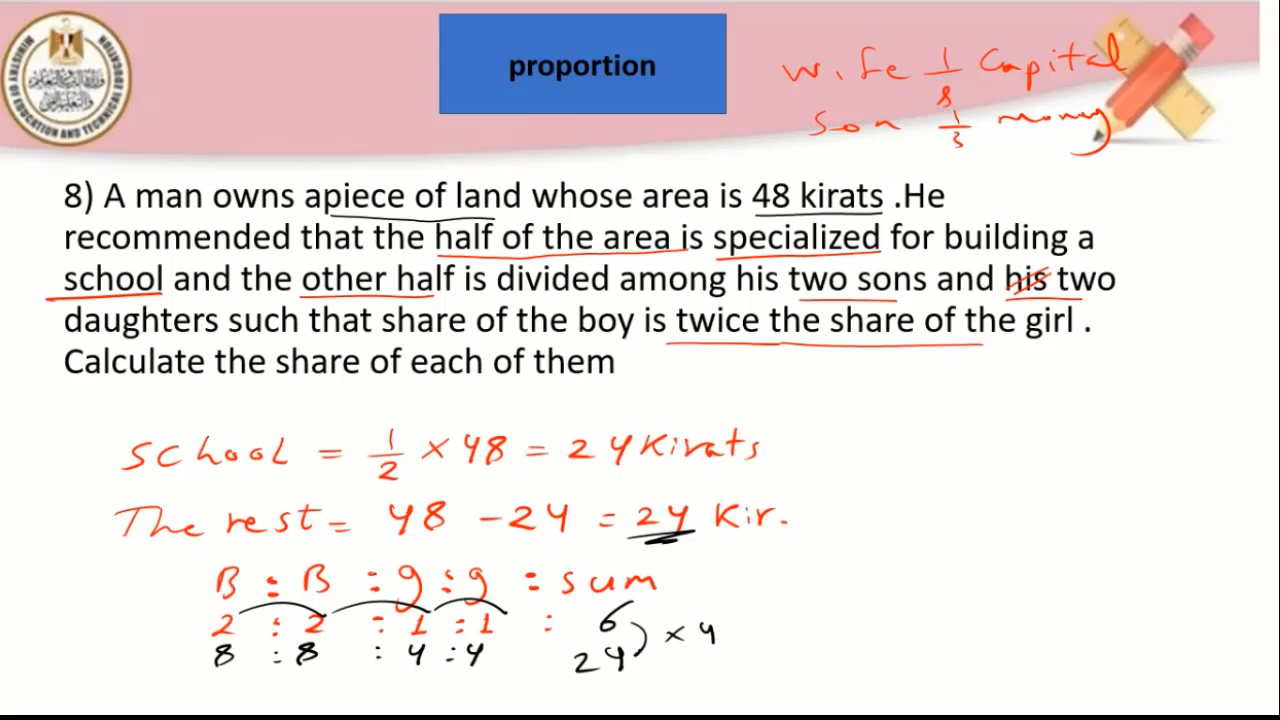 proportion
wife 1/8 Capital
son 1/3 money
8) A man owns apiece of land whose area is 48 kirats .He
recommended that the half of the area is specialized for building a
school and the other half is divided among his two sons and his two
daughters such that share of the boy is twice the share of the girl .
Calculate the share of each of them
School = 1/2 × 48 = 24 Kirats
The rest = 48 - 24 = 24 Kir.
B : B : g : g : sum
2 : 2 : 1 : 1 : 6
8 : 8 : 4 : 4 24 × 4